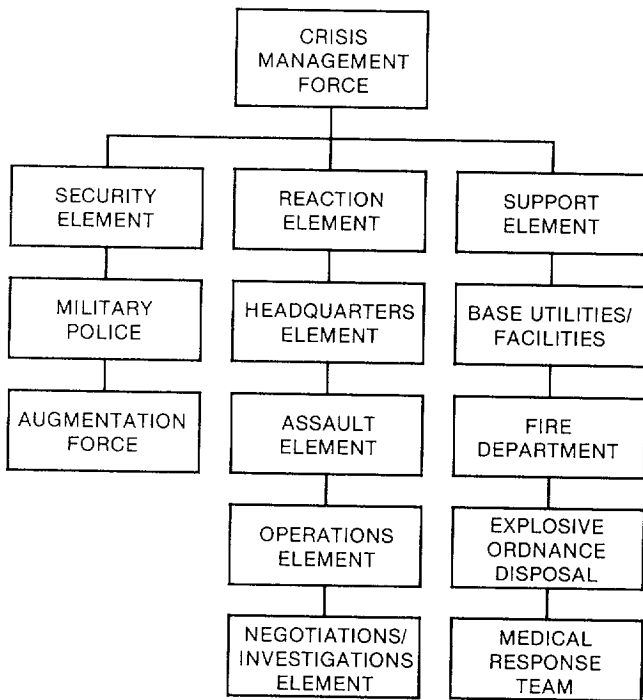 CRISIS
MANAGEMENT
FORCE
SECURITY
ELEMENT
REACTION
ELEMENT
SUPPORT
ELEMENT
MILITARY
POLICE
HEADQUARTERS
ELEMENT
BASE UTILITIES/
FACILITIES
AUGMENTATION
FORCE
ASSAULT
ELEMENT
FIRE
DEPARTMENT
OPERATIONS
ELEMENT
EXPLOSIVE
ORDNANCE
DISPOSAL
NEGOTIATIONS/
INVESTIGATIONS
ELEMENT
MEDICAL
RESPONSE
TEAM